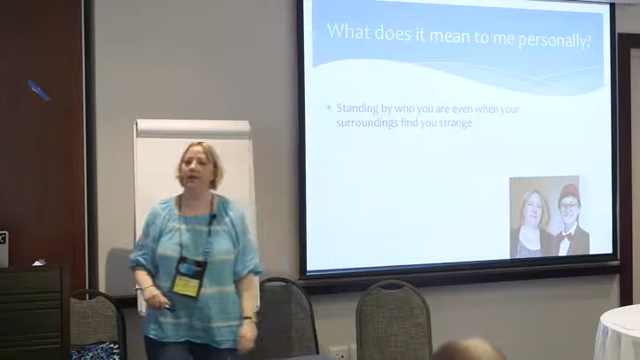 What does it mean to me personally?
Standing by who you are even when your
surroundings find you strange